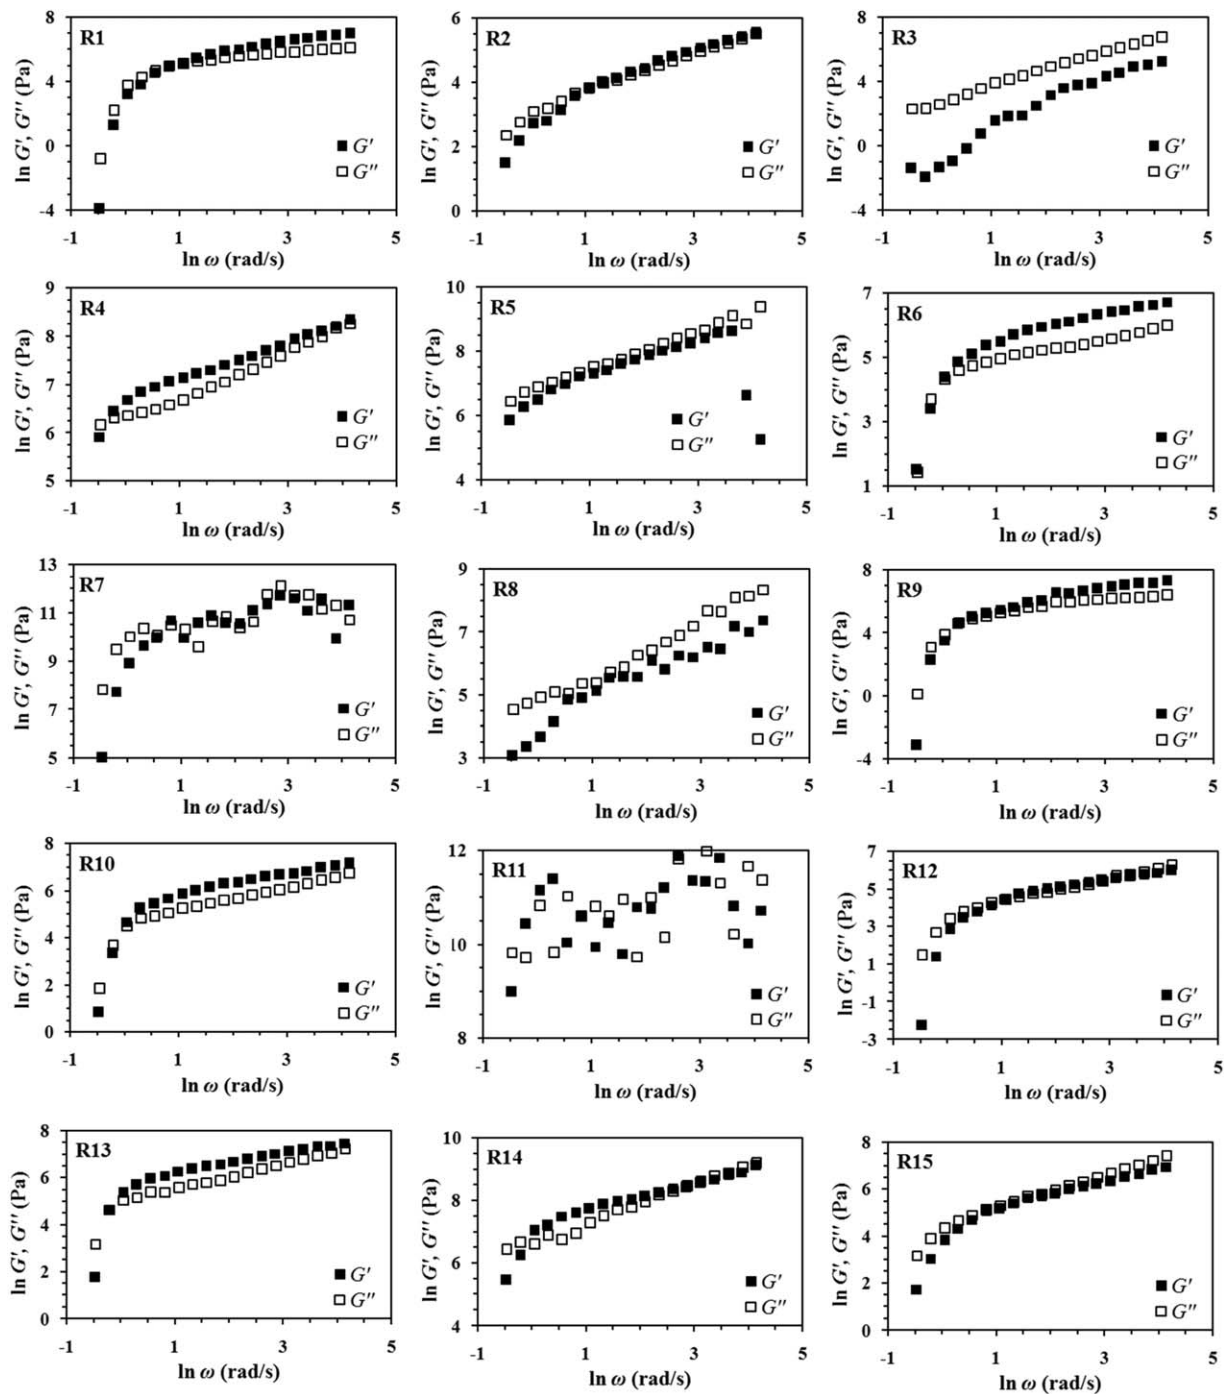 R1
ln G', G'' (Pa)
8
4
0
-4
-1 1 3 5
ln ω (rad/s)
■ G'
□ G''
R2
ln G', G'' (Pa)
6
4
2
0
-1 1 3 5
ln ω (rad/s)
■ G'
□ G''
R3
ln G', G'' (Pa)
8
4
0
-4
-1 1 3 5
ln ω (rad/s)
■ G'
□ G''
R4
ln G', G'' (Pa)
9
8
7
6
5
-1 1 3 5
ln ω (rad/s)
■ G'
□ G''
R5
ln G', G'' (Pa)
10
8
6
4
-1 1 3 5
ln ω (rad/s)
■ G'
□ G''
R6
ln G', G'' (Pa)
7
5
3
1
-1 1 3 5
ln ω (rad/s)
■ G'
□ G''
R7
ln G', G'' (Pa)
13
11
9
7
5
-1 1 3 5
ln ω (rad/s)
■ G'
□ G''
R8
ln G', G'' (Pa)
9
7
5
3
-1 1 3 5
ln ω (rad/s)
■ G'
□ G''
R9
ln G', G'' (Pa)
8
4
0
-4
-1 1 3 5
ln ω (rad/s)
■ G'
□ G''
R10
ln G', G'' (Pa)
8
6
4
2
0
-1 1 3 5
ln ω (rad/s)
■ G'
□ G''
R11
ln G', G'' (Pa)
12
10
8
-1 1 3 5
ln ω (rad/s)
■ G'
□ G''
R12
ln G', G'' (Pa)
7
5
3
1
-1
-3
-1 1 3 5
ln ω (rad/s)
■ G'
□ G''
R13
ln G', G'' (Pa)
8
6
4
2
0
-1 1 3 5
ln ω (rad/s)
■ G'
□ G''
R14
ln G', G'' (Pa)
10
8
6
4
-1 1 3 5
ln ω (rad/s)
■ G'
□ G''
R15
ln G', G'' (Pa)
8
6
4
2
0
-1 1 3 5
ln ω (rad/s)
■ G'
□ G''